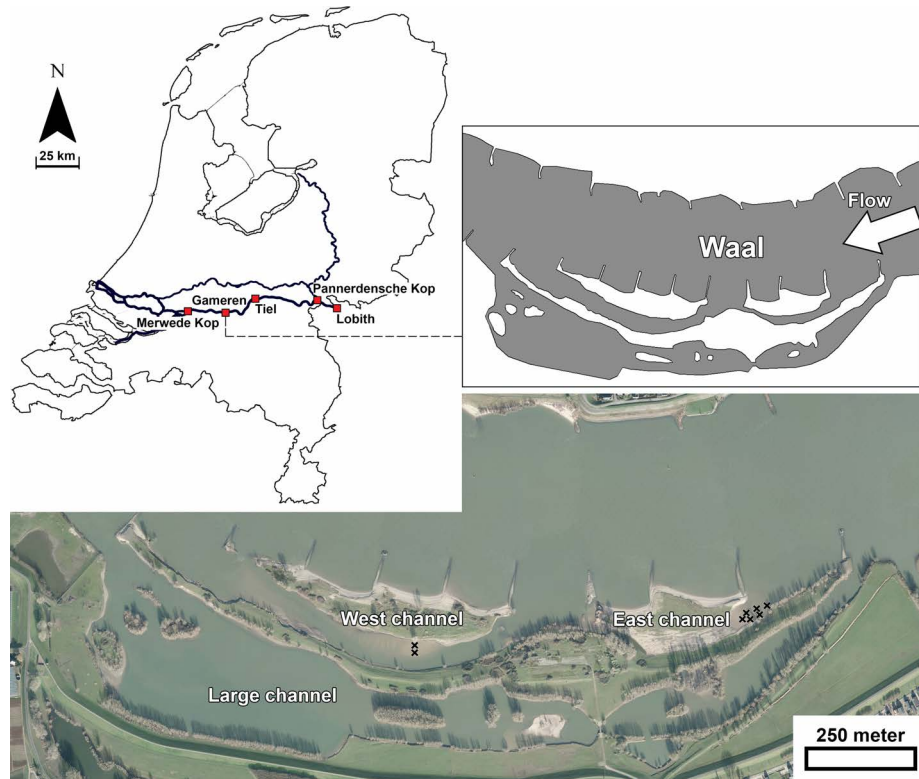 N
25 km
Pannerdensche Kop
Gameren
Tiel
Merwede Kop
Lobith
Flow
Waal
West channel
East channel
Large channel
250 meter